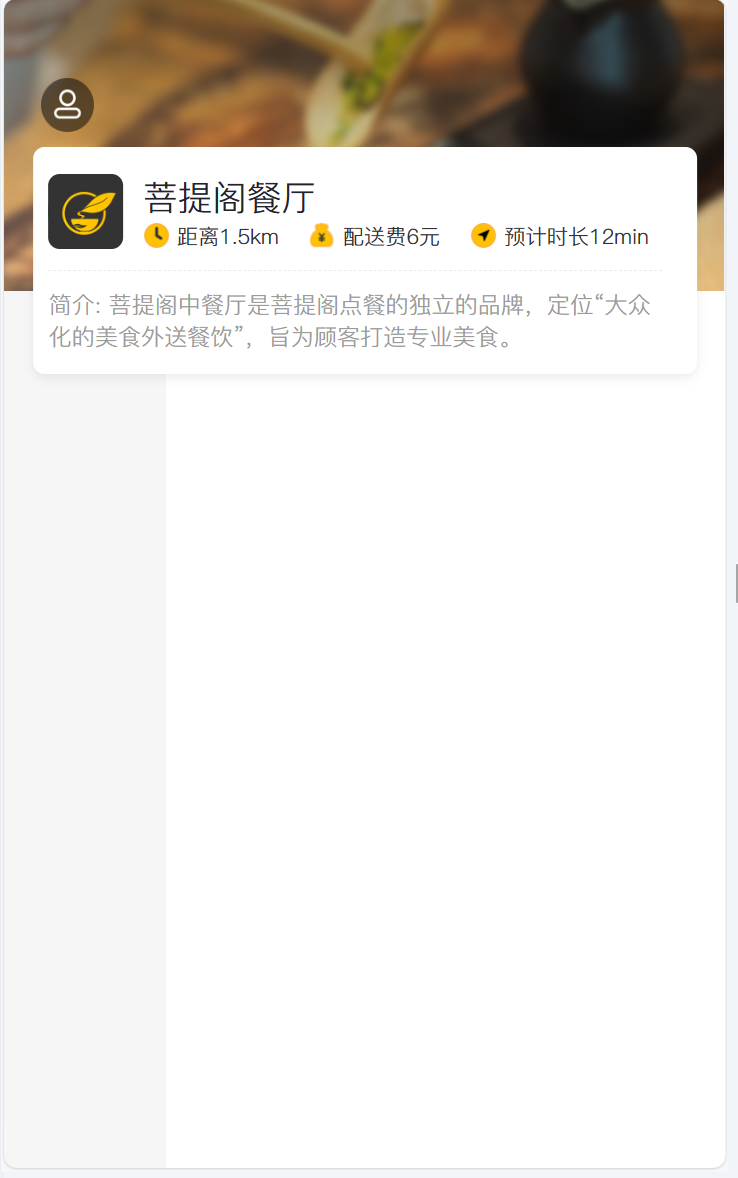 菩提阁餐厅
距离1.5km 配送费6元 预计时长12min
简介: 菩提阁中餐厅是菩提阁点餐的独立的品牌，定位“大众
化的美食外送餐饮”，旨为顾客打造专业美食。